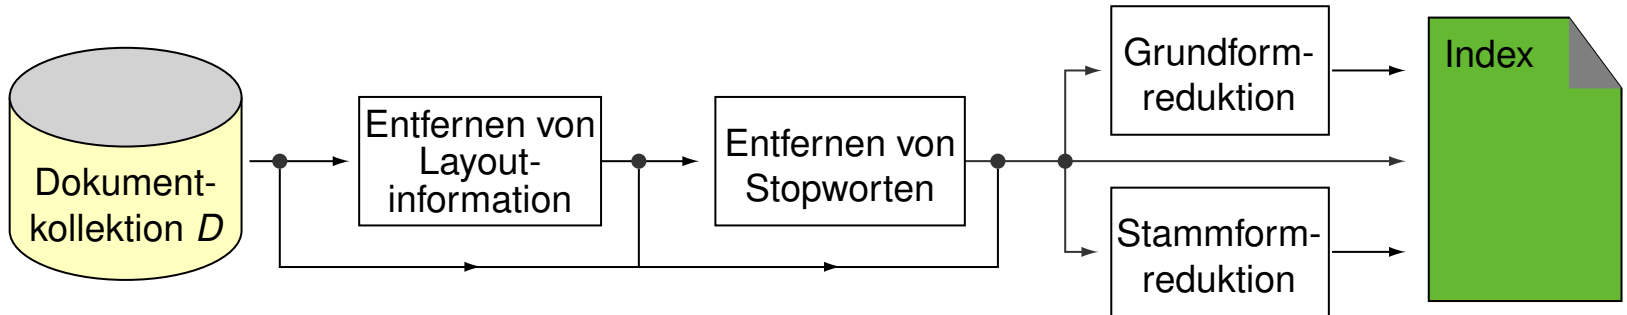 Dokument-
kollektion D
Entfernen von
Layout-
information
Entfernen von
Stopworten
Grundform-
reduktion
Stammform-
reduktion
Index